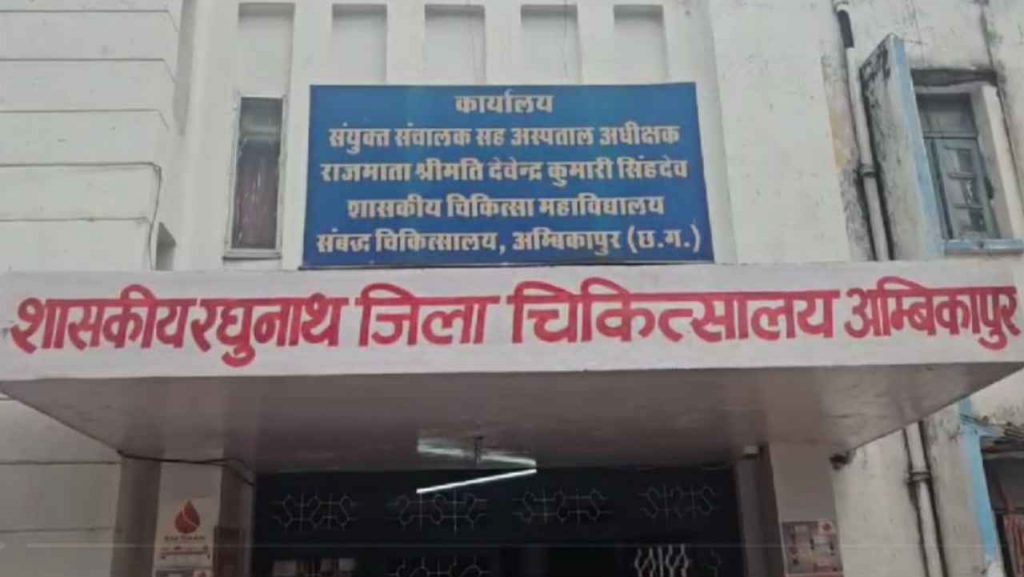 कार्यालय
संयुक्त संचालक सह अस्पताल अधीक्षक
राजमाता श्रीमति देवेन्द्र कुमारी सिंहदेव
शासकीय चिकित्सा महाविद्यालय
संबद्ध चिकित्सालय, अम्बिकापुर (छ.ग.)
शासकीय रघुनाथ जिला चिकित्सालय अम्बिकापुर